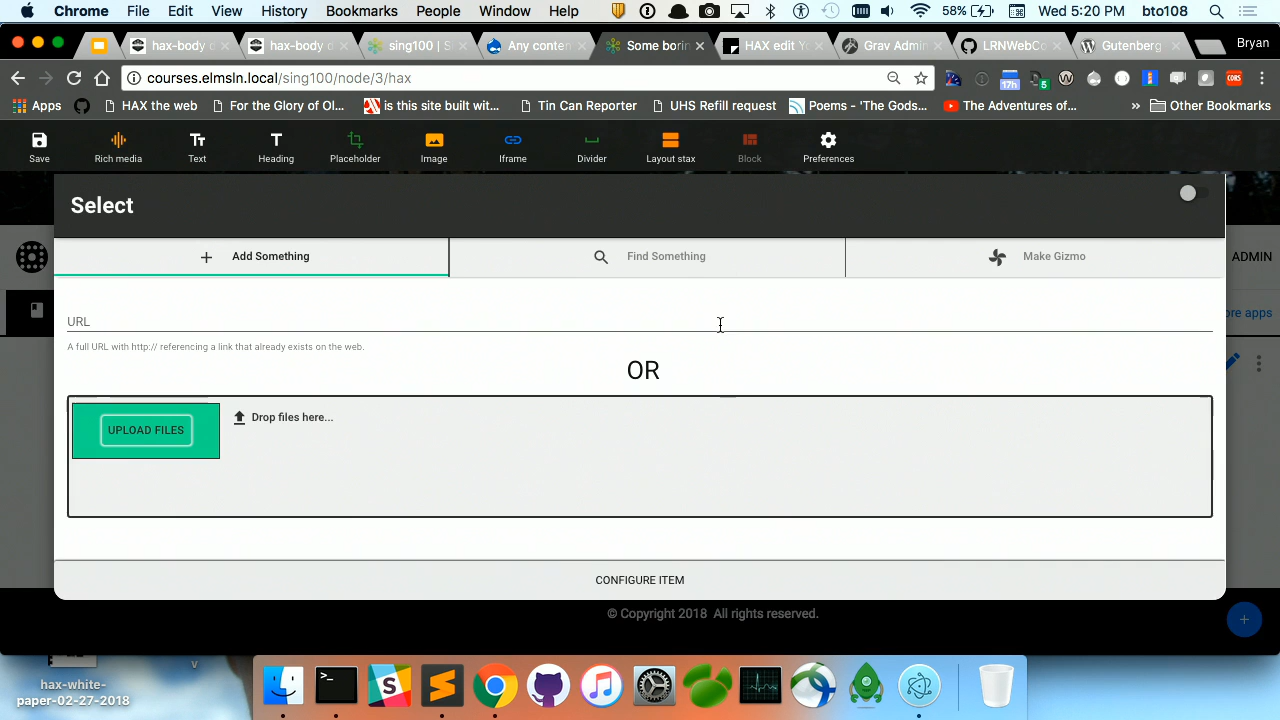 Chrome File Edit View History Bookmarks People Window Help 58% Wed 5:20 PM bto108
hax-body d
hax-body d
sing100 | S
Any conten
Some borin
HAX edit Yo
Grav Admin
LRNWebCo
Gutenberg
Bryan
courses.elmsln.local/sing100/node/3/hax
17h
5
CORS
Apps HAX the web For the Glory of Ol... is this site built wit... Tin Can Reporter UHS Refill request Poems - 'The Gods... The Adventures of... » Other Bookmarks
Save Rich media Text Heading Placeholder Image Iframe Divider Layout stax Block Preferences
Select
Add Something Find Something Make Gizmo
ADMIN
ore apps
URL
A full URL with http:// referencing a link that already exists on the web.
OR
UPLOAD FILES
Drop files here...
CONFIGURE ITEM
© Copyright 2018 All rights reserved.
hax-white-
paper-02-27-2018